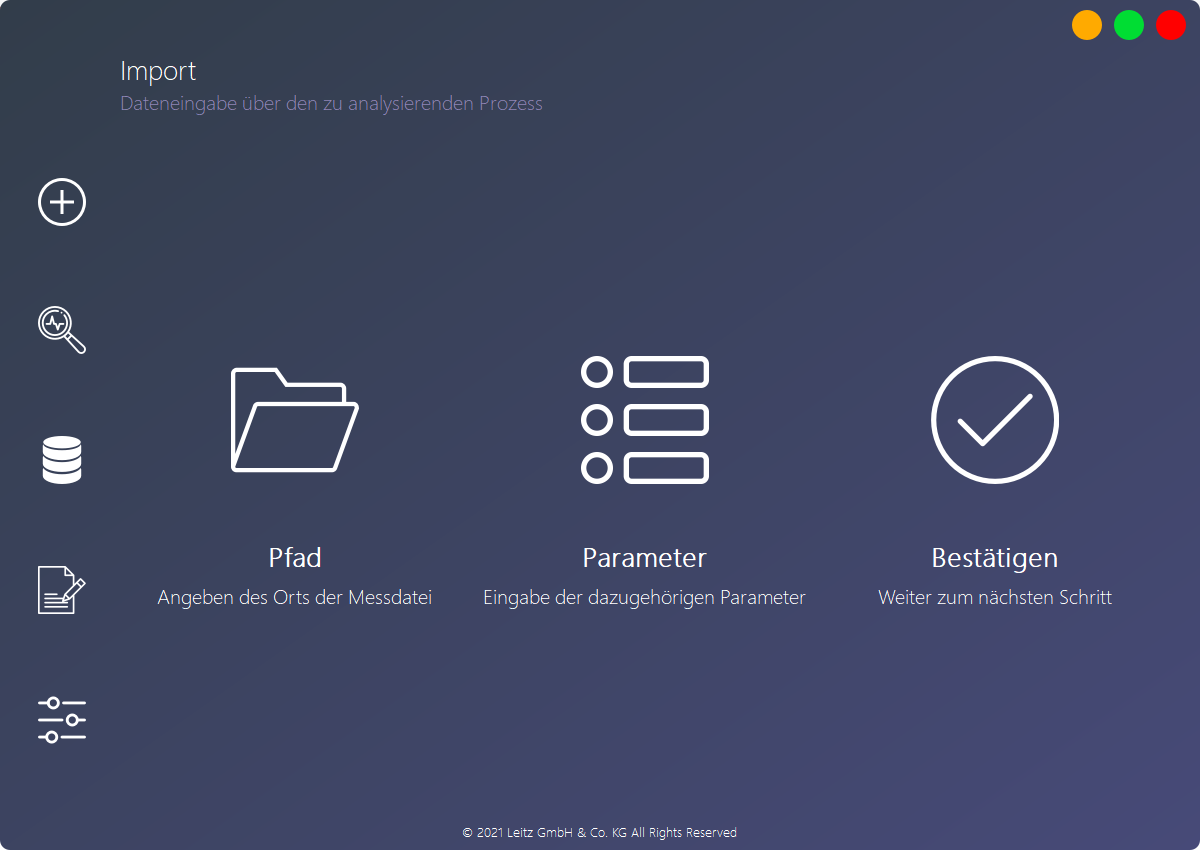 Import
Dateneingabe über den zu analysierenden Prozess
Pfad
Angeben des Orts der Messdatei
Parameter
Eingabe der dazugehörigen Parameter
Bestätigen
Weiter zum nächsten Schritt
© 2021 Leitz GmbH & Co. KG All Rights Reserved